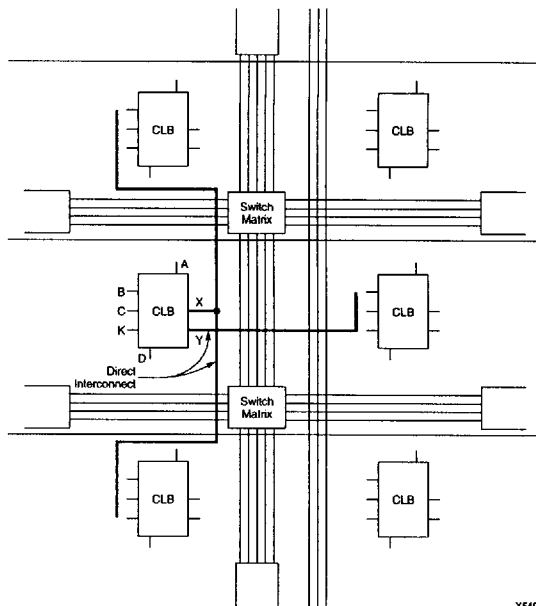 CLB
CLB
Switch
Matrix
A
B
C
K
CLB
X
Y
D
CLB
Direct
Interconnect
Switch
Matrix
CLB
CLB